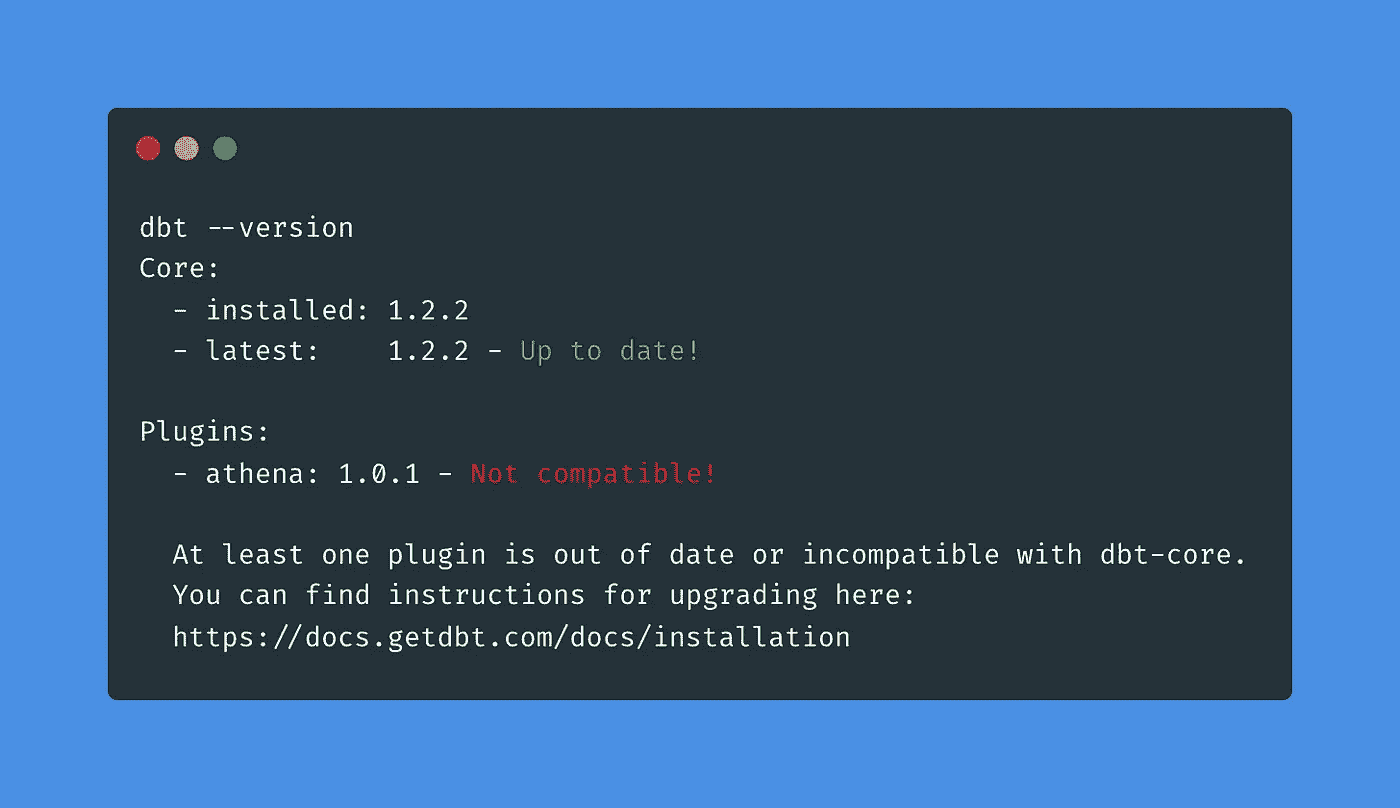 dbt --version
Core:
  - installed: 1.2.2
  - latest:    1.2.2 - Up to date!
Plugins:
  - athena: 1.0.1 - Not compatible!
  At least one plugin is out of date or incompatible with dbt-core.
  You can find instructions for upgrading here:
  https://docs.getdbt.com/docs/installation